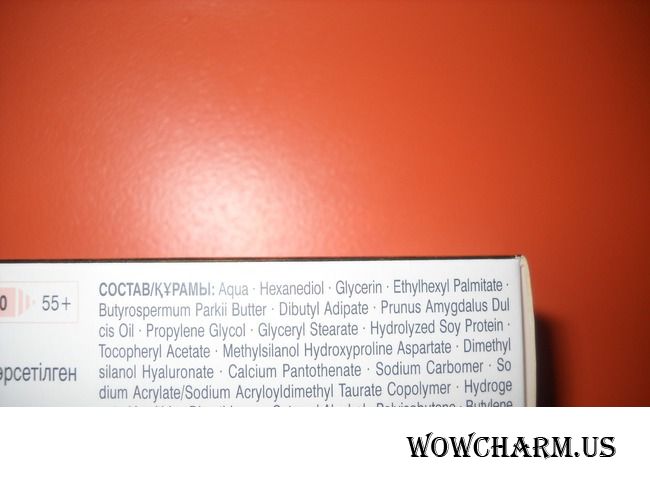 СОСТАВ/ҚҰРАМЫ: Aqua · Hexanediol · Glycerin · Ethylhexyl Palmitate ·
Butyrospermum Parkii Butter · Dibutyl Adipate · Prunus Amygdalus Dul
cis Oil · Propylene Glycol · Glyceryl Stearate · Hydrolyzed Soy Protein ·
Tocopheryl Acetate · Methylsilanol Hydroxyproline Aspartate · Dimethyl
silanol Hyaluronate · Calcium Pantothenate · Sodium Carbomer · So
dium Acrylate/Sodium Acryloyldimethyl Taurate Copolymer · Hydroge
0 55+
әрсетілген
WOWCHARM.US